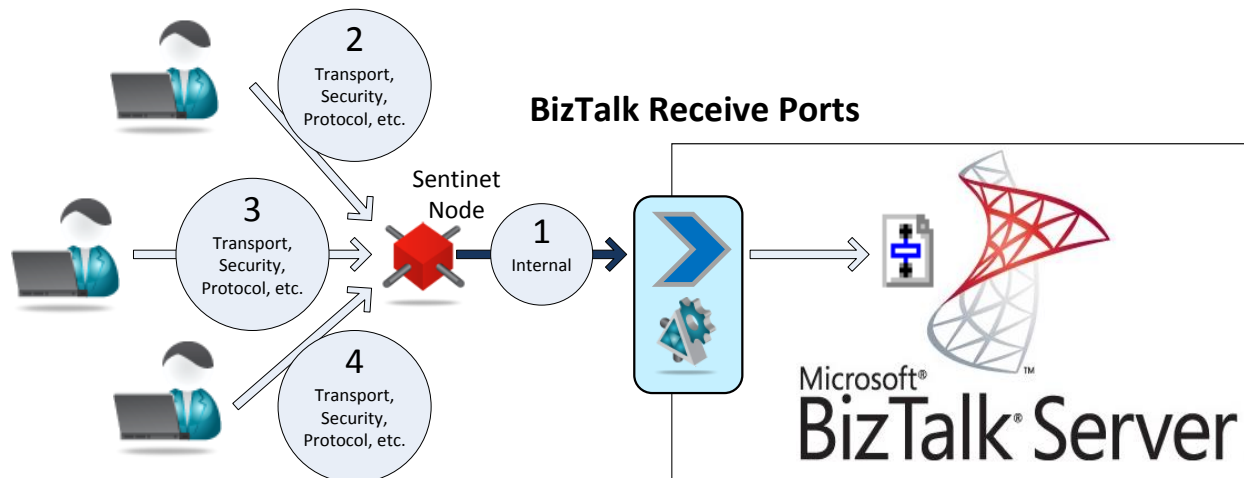 2
Transport,
Security,
Protocol, etc.
BizTalk Receive Ports
Sentinet
Node
3
Transport,
Security,
Protocol, etc.
1
Internal
4
Transport,
Security,
Protocol, etc.
™
Microsoft®
BizTalk® Server